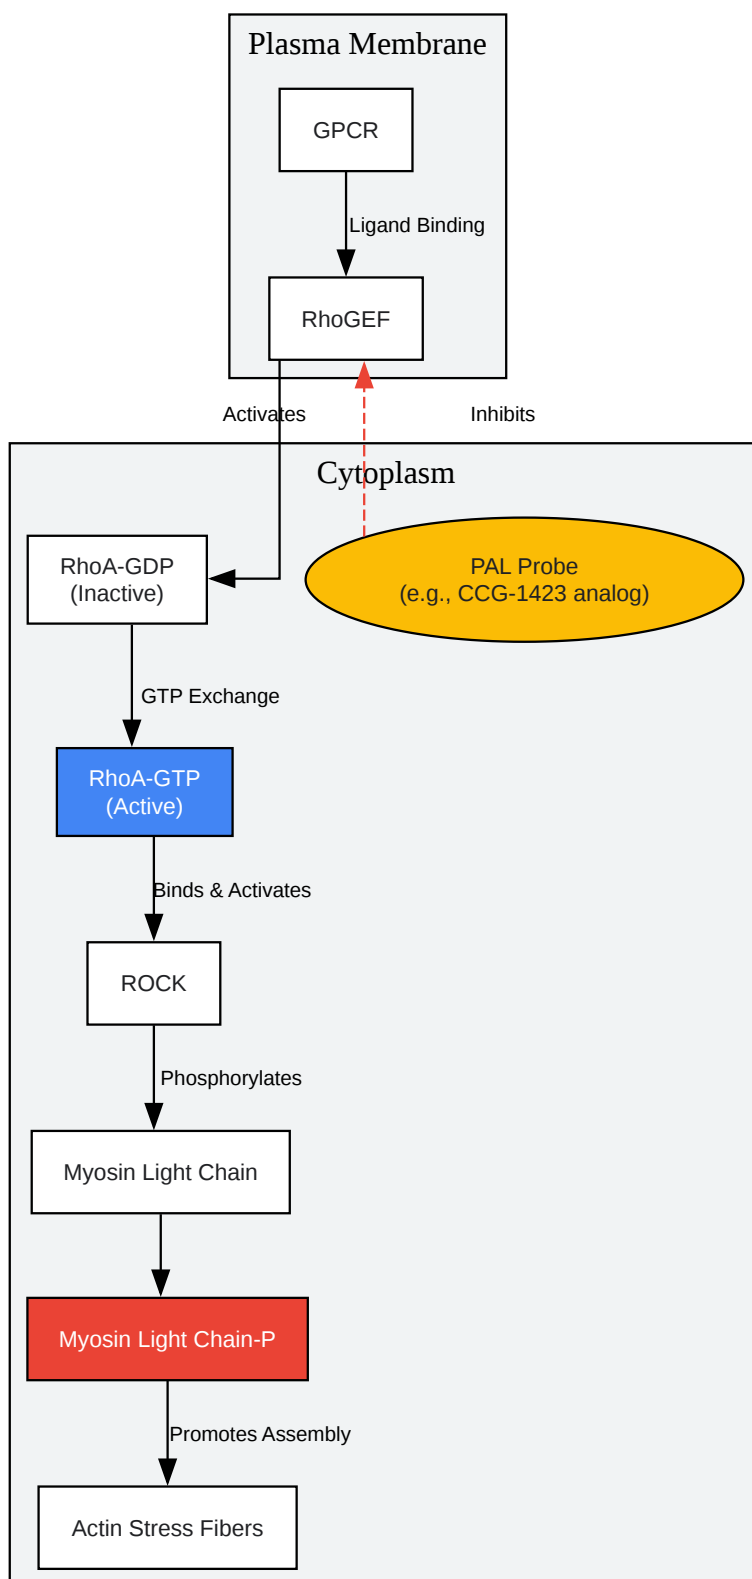 Plasma Membrane
GPCR
Ligand Binding
RhoGEF
Activates
Inhibits
Cytoplasm
RhoA-GDP
(Inactive)
PAL Probe
(e.g., CCG-1423 analog)
GTP Exchange
RhoA-GTP
(Active)
Binds & Activates
ROCK
Phosphorylates
Myosin Light Chain
Myosin Light Chain-P
Promotes Assembly
Actin Stress Fibers